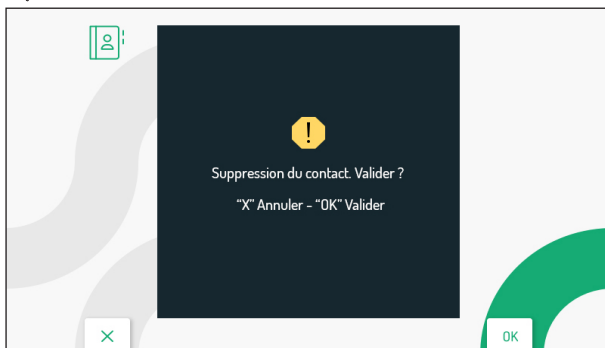 Suppression du contact. Valider ?
“X” Annuler - “OK” Valider
OK